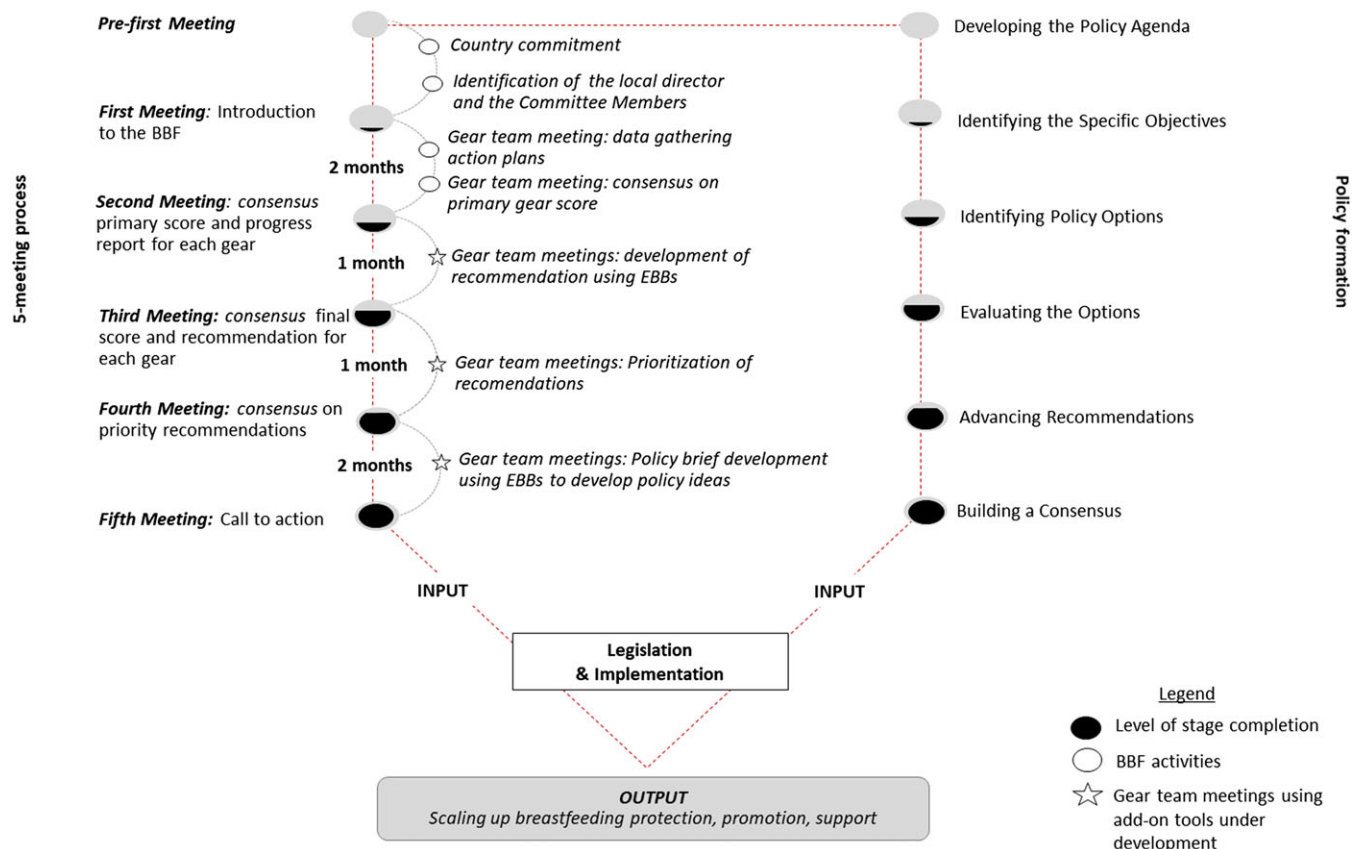 5-meeting process
Pre-first Meeting
First Meeting: Introduction
to the BBF
Second Meeting: consensus
primary score and progress
report for each gear
Third Meeting: consensus final
score and recommendation for
each gear
Fourth Meeting: consensus on
priority recommendations
Fifth Meeting: Call to action
2 months
1 month
1 month
2 months
Country commitment
Identification of the local director
and the Committee Members
Gear team meeting: data gathering
action plans
Gear team meeting: consensus on
primary gear score
Gear team meetings: development of
recommendation using EBBs
Gear team meetings: Prioritization of
recomendations
Gear team meetings: Policy brief development
using EBBs to develop policy ideas
Developing the Policy Agenda
Identifying the Specific Objectives
Identifying Policy Options
Evaluating the Options
Advancing Recommendations
Building a Consensus
Policy formation
INPUT
INPUT
Legislation
& Implementation
OUTPUT
Scaling up breastfeeding protection, promotion, support
Legend
Level of stage completion
BBF activities
Gear team meetings using
add-on tools under
development